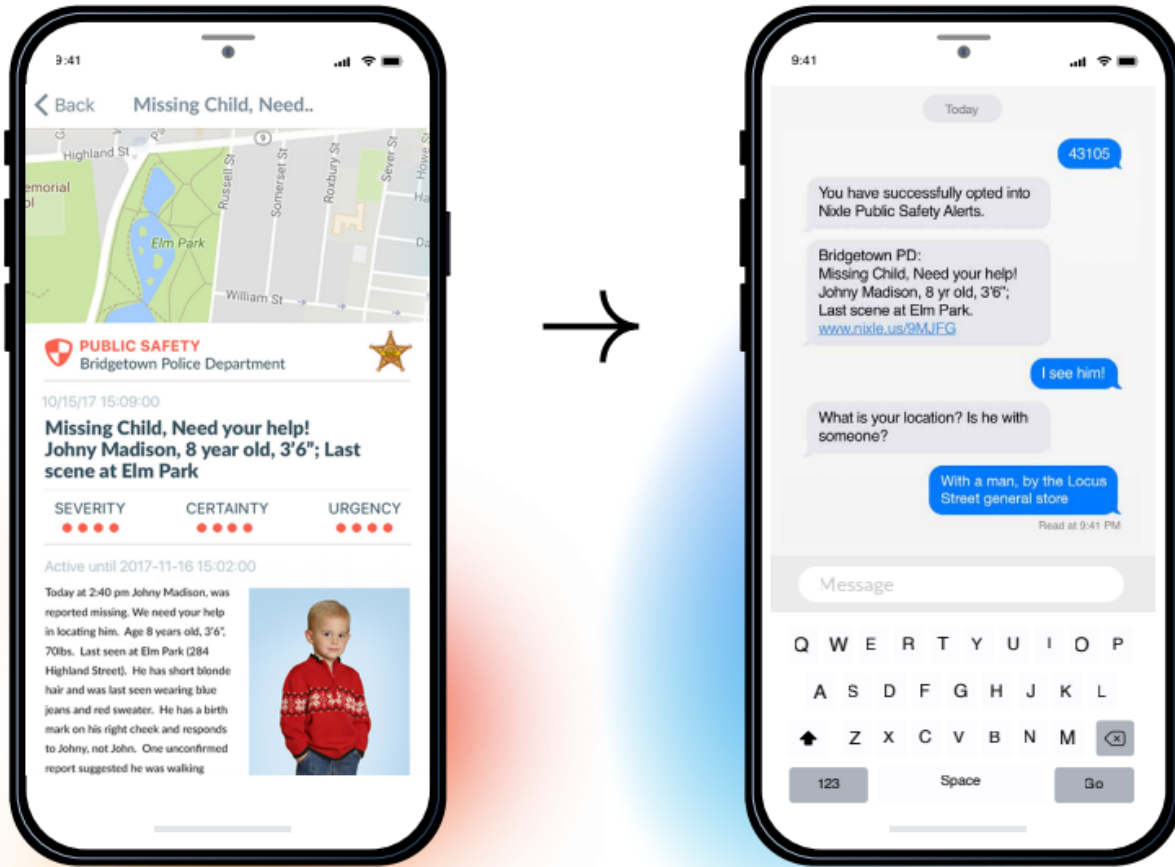 9:41
Back
Missing Child, Need..
9
Highland St
Russell St
Somerset St
Roxbury St
Sever St
Howe S
emorial
ol
Pa
Ha
Da
Elm Park
William St
PUBLIC SAFETY
Bridgetown Police Department
10/15/17 15:09:00
Missing Child, Need your help!
Johny Madison, 8 year old, 3'6"; Last
scene at Elm Park
SEVERITY
CERTAINTY
URGENCY
Active until 2017-11-16 15:02:00
Today at 2:40 pm Johny Madison, was
reported missing. We need your help
in locating him. Age 8 years old, 3'6",
70lbs. Last seen at Elm Park (284
Highland Street). He has short blonde
hair and was last seen wearing blue
jeans and red sweater. He has a birth
mark on his right cheek and responds
to Johny, not John. One unconfirmed
report suggested he was walking
9:41
Today
43105
You have successfully opted into
Nixle Public Safety Alerts.
Bridgetown PD:
Missing Child, Need your help!
Johny Madison, 8 yr old, 3'6";
Last scene at Elm Park.
www.nixle.us/9MJFG
I see him!
What is your location? Is he with
someone?
With a man, by the Locus
Street general store
Read at 9:41 PM
Message
Q W E R T Y U I O P
A S D F G H J K L
Z X C V B N M
123
Space
Go